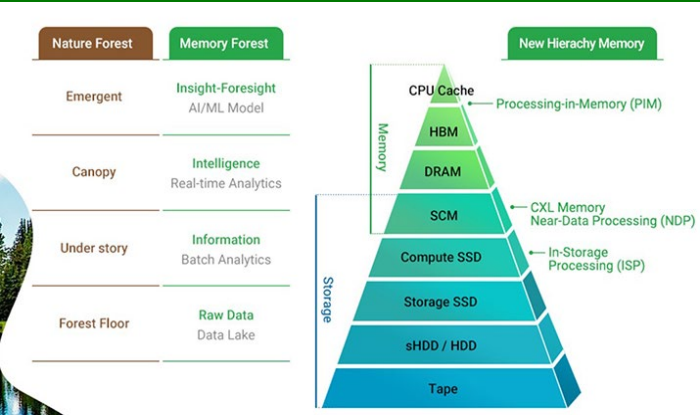 Nature Forest
Memory Forest
New Hierachy Memory
Emergent
Insight-Foresight
AI/ML Model
Canopy
Intelligence
Real-time Analytics
Under story
Information
Batch Analytics
Forest Floor
Raw Data
Data Lake
Memory
Storage
CPU Cache
HBM
DRAM
SCM
Compute SSD
Storage SSD
sHDD / HDD
Tape
Processing-in-Memory (PIM)
CXL Memory
Near-Data Processing (NDP)
In-Storage
Processing (ISP)